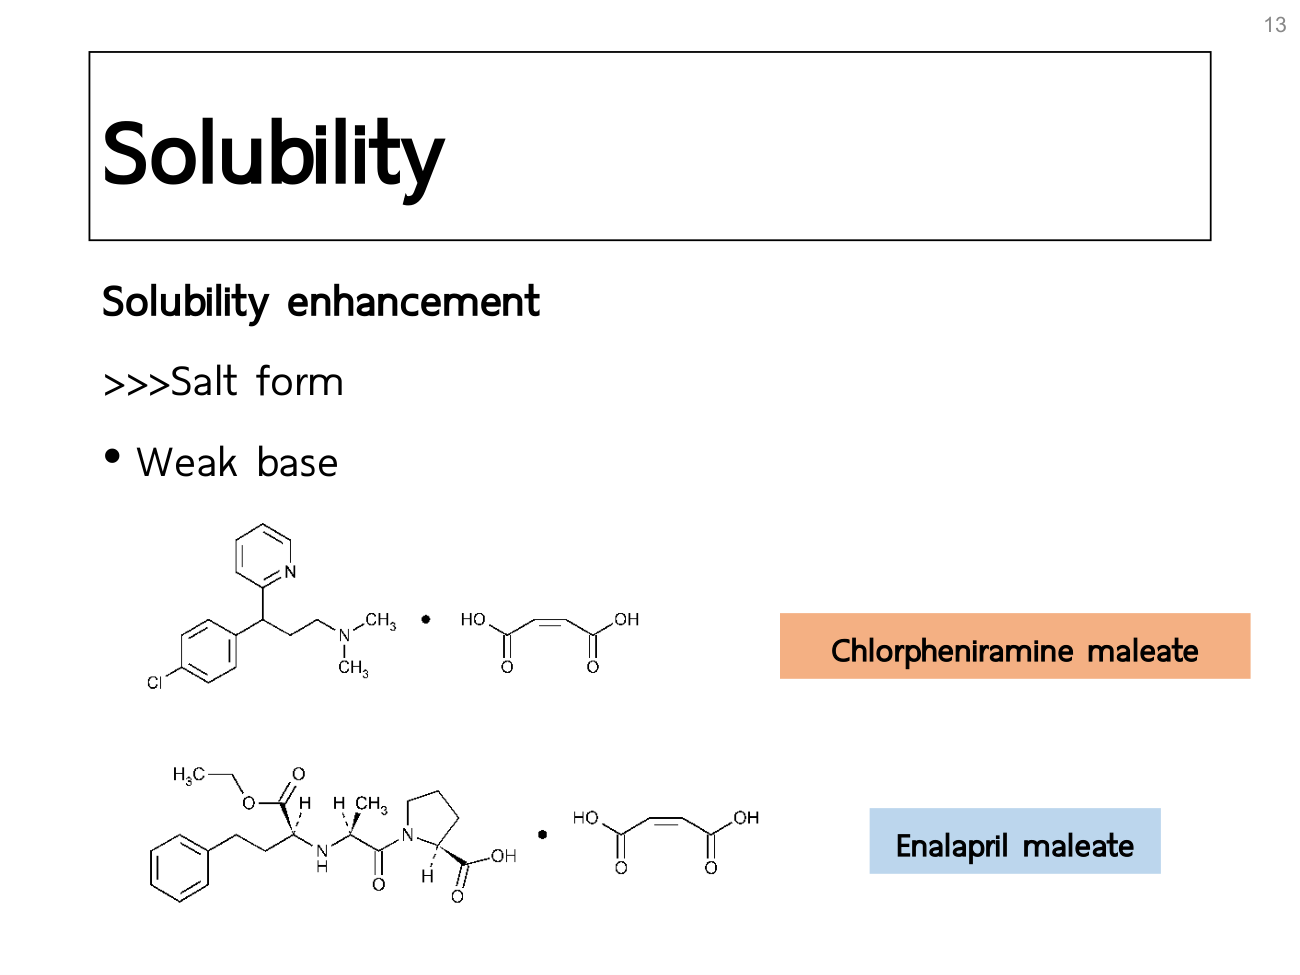 13
Solubility
Solubility enhancement
>>>Salt form
• Weak base
N
CH3
N
CH3
Cl
•
HO
OH
O
O
Chlorpheniramine maleate
H3C
O
O
H
H
CH3
N
H
O
N
H
OH
O
•
HO
OH
O
O
Enalapril maleate